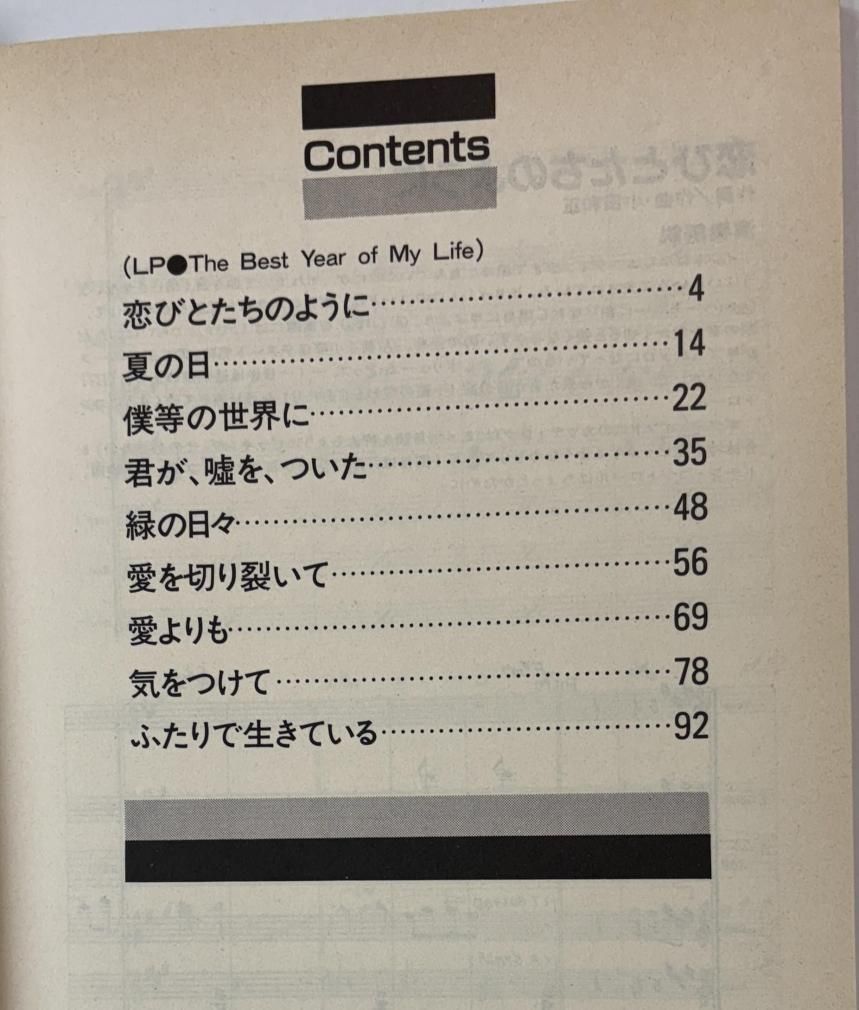 Contents
(LP●The Best Year of My Life)
恋びとたちのように……………………………4
夏の日……………………………14
僕等の世界に……………………………22
君が、嘘を、ついた……………………………35
緑の日々……………………………48
愛を切り裂いて……………………………56
愛よりも……………………………69
気をつけて……………………………78
ふたりで生きている……………………………92